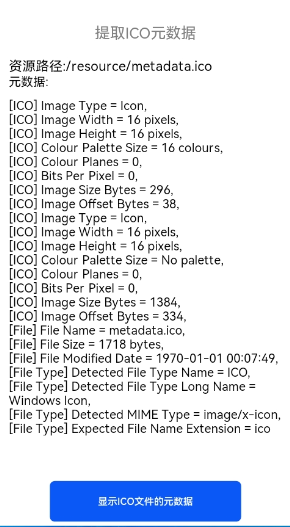 提取ICO元数据
资源路径:/resource/metadata.ico
元数据:
[ICO] Image Type = Icon,
[ICO] Image Width = 16 pixels,
[ICO] Image Height = 16 pixels,
[ICO] Colour Palette Size = 16 colours,
[ICO] Colour Planes = 0,
[ICO] Bits Per Pixel = 0,
[ICO] Image Size Bytes = 296,
[ICO] Image Offset Bytes = 38,
[ICO] Image Type = Icon,
[ICO] Image Width = 16 pixels,
[ICO] Image Height = 16 pixels,
[ICO] Colour Palette Size = No palette,
[ICO] Colour Planes = 0,
[ICO] Bits Per Pixel = 0,
[ICO] Image Size Bytes = 1384,
[ICO] Image Offset Bytes = 334,
[File] File Name = metadata.ico,
[File] File Size = 1718 bytes,
[File] File Modified Date = 1970-01-01 00:07:49,
[File Type] Detected File Type Name = ICO,
[File Type] Detected File Type Long Name =
Windows Icon,
[File Type] Detected MIME Type = image/x-icon,
[File Type] Expected File Name Extension = ico
显示ICO文件的元数据